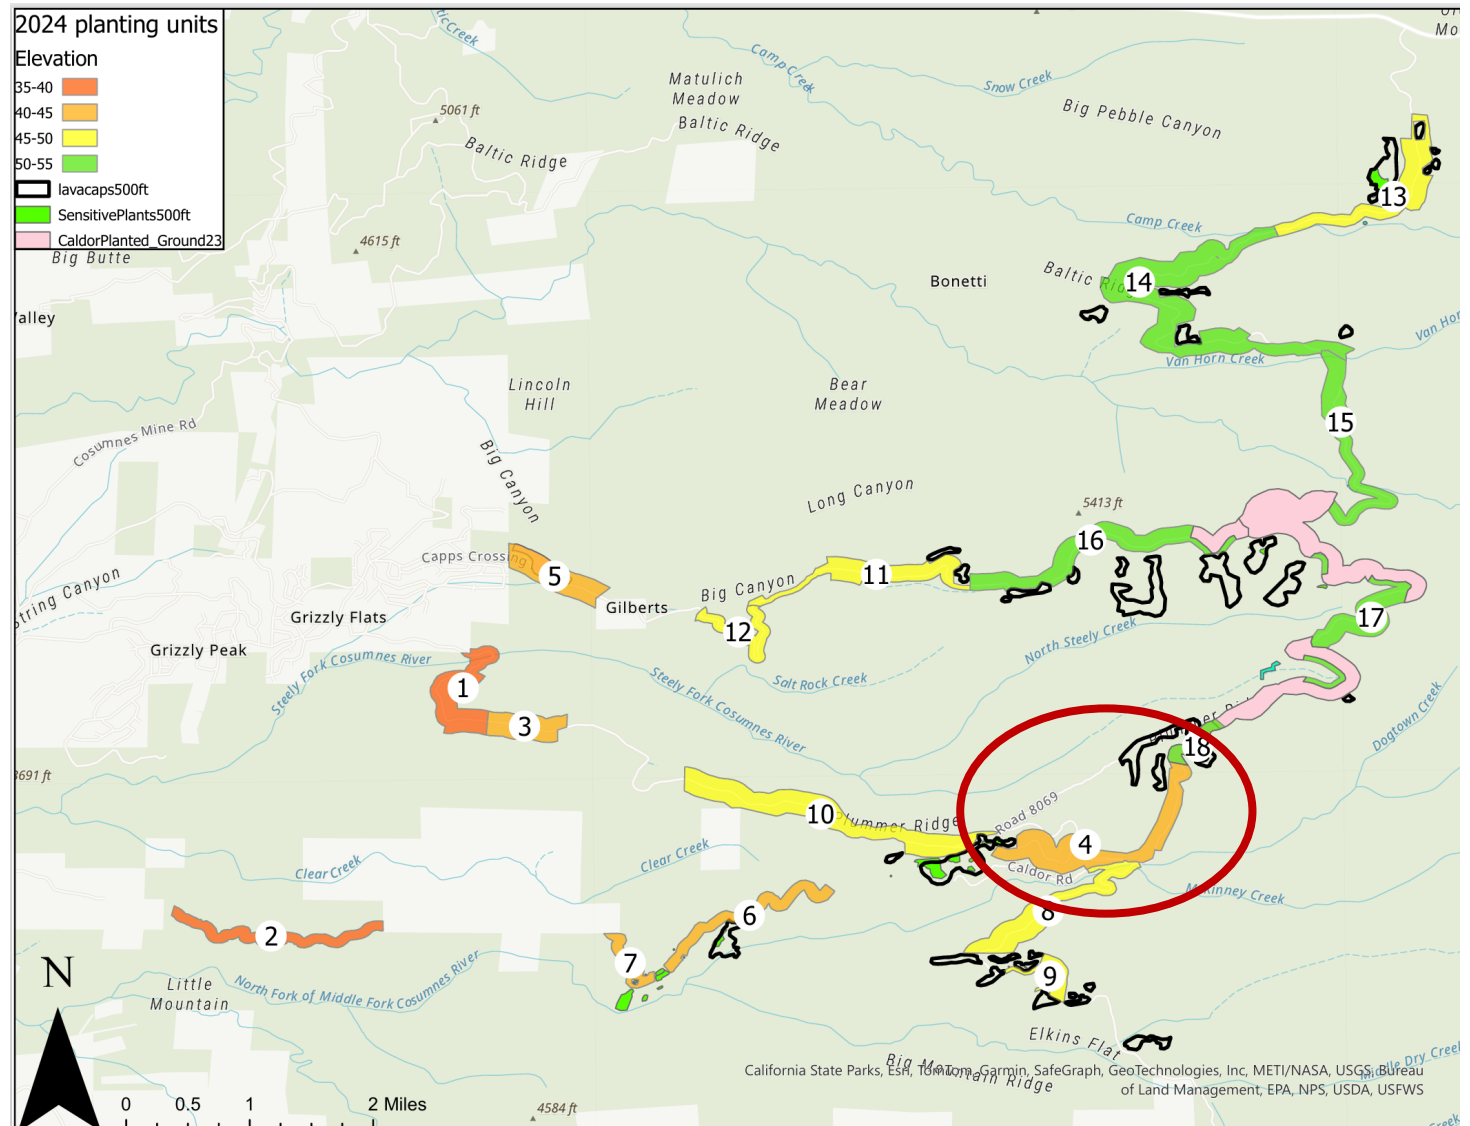 2024 planting units
Elevation
35-40
40-45
45-50
50-55
lavacaps500ft
SensitivePlants500ft
CaldorPlanted_Ground23
Camp Creek
Snow Creek
Matulich
Meadow
Big Pebble Canyon
5061 ft
Baltic Ridge
Baltic Ridge
13
Camp Creek
4615 ft
Big Butte
Bonetti
Baltic
14
Van Horn Creek
Lincoln
Hill
Bear
Meadow
15
Cosumnes Mine Rd
Big Canyon
Long Canyon
5413 ft
16
Capps Crossing
5
11
Big Canyon
String Canyon
Grizzly Flats
Gilberts
12
17
Grizzly Peak
North Steely Creek
Steely Fork Cosumnes River
1
Salt Rock Creek
Steely Fork Cosumnes River
3
Dogtown Creek
18
10
Plummer Ridge
Road 8069
4
Caldor Rd
Clear Creek
Clear Creek
McKinney Creek
6
8
2
7
9
Little
Mountain
North Fork of Middle Fork Cosumnes River
N
Elkins Flat
Big Mountain Ridge
Middle Dry Creek
California State Parks, Esri, TomTom, Garmin, SafeGraph, GeoTechnologies, Inc, METI/NASA, USGS, Bureau
of Land Management, EPA, NPS, USDA, USFWS
0 0.5 1 2 Miles
4584 ft